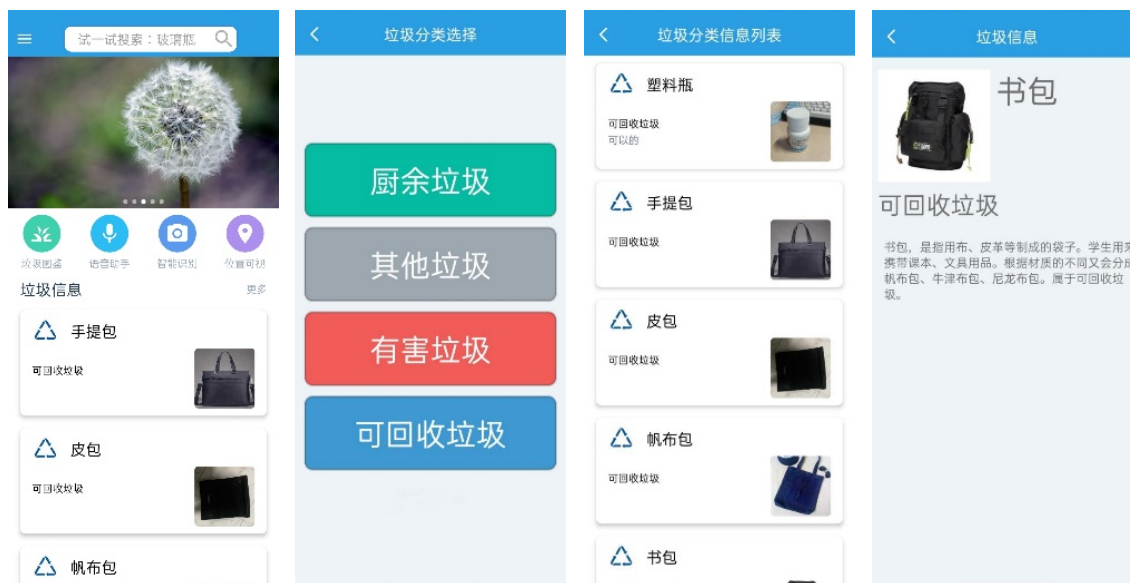 试一试搜索：玻璃瓶
垃圾图鉴
语音助手
智能识别
位置可视
垃圾信息
更多
手提包
可回收垃圾
皮包
可回收垃圾
帆布包
垃圾分类选择
厨余垃圾
其他垃圾
有害垃圾
可回收垃圾
垃圾分类信息列表
塑料瓶
可回收垃圾
可以的
手提包
可回收垃圾
皮包
可回收垃圾
帆布包
可回收垃圾
书包
垃圾信息
书包
可回收垃圾
书包，是指用布、皮革等制成的袋子。学生用来
携带课本、文具用品。根据材质的不同又会分成
帆布包、牛津布包、尼龙布包。属于可回收垃
圾。